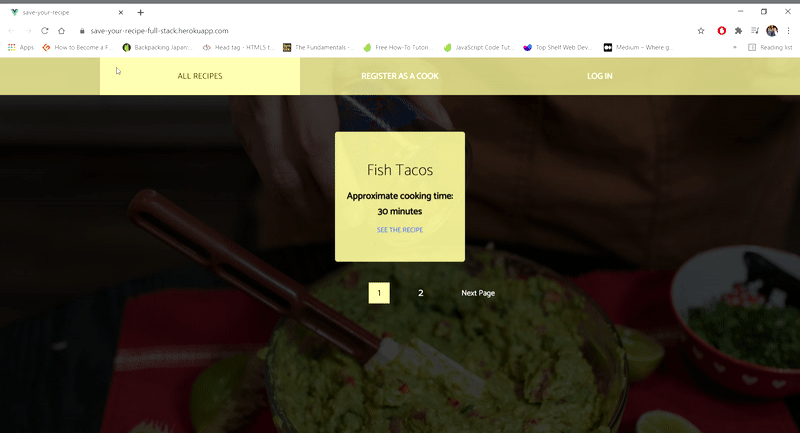 save-your-recipe
save-your-recipe-full-stack.herokuapp.com
Apps
How to Become a F...
Backpacking Japan:...
Head tag - HTML5 t...
The Fundamentals -...
Free How-To Tutori...
JavaScript Code Tut...
Top Shelf Web Dev...
Medium – Where g...
»
Reading list
ALL RECIPES
REGISTER AS A COOK
LOG IN
Fish Tacos
Approximate cooking time:
30 minutes
SEE THE RECIPE
1 2 Next Page